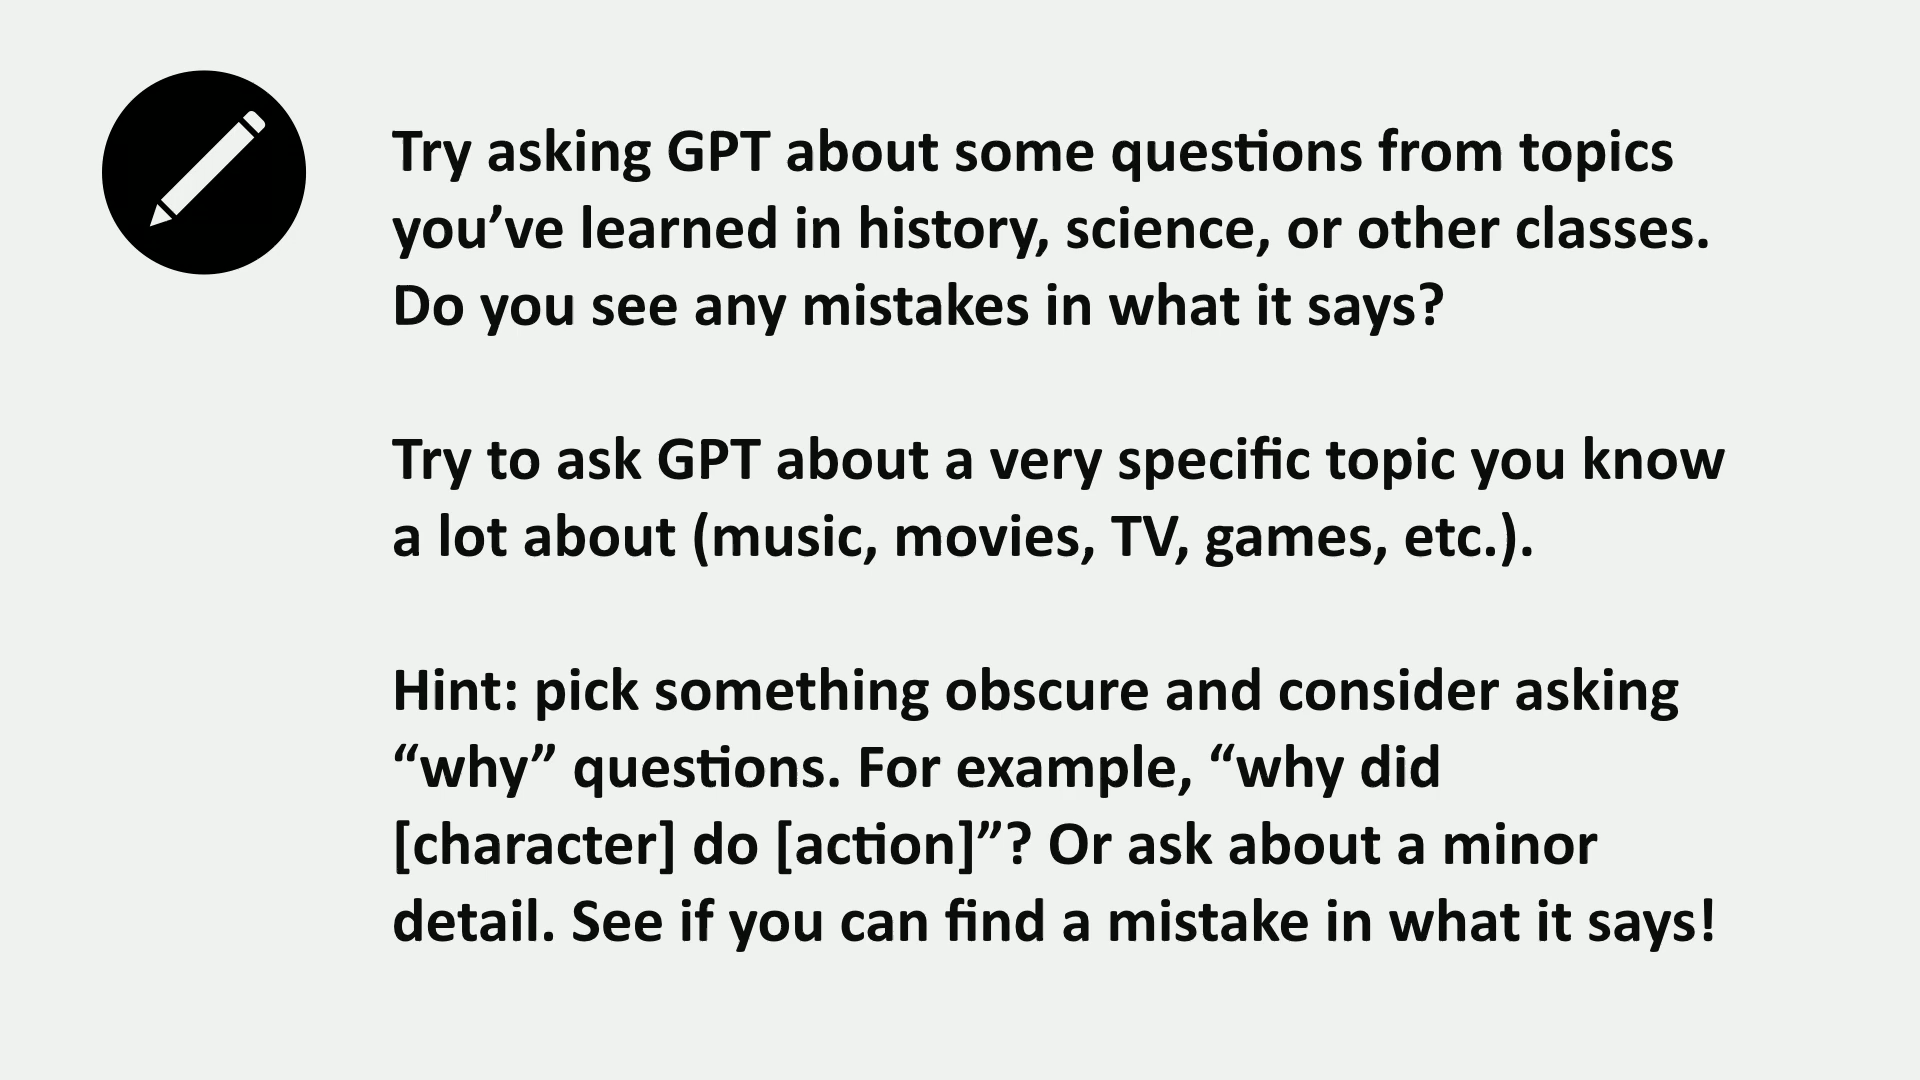 Try asking GPT about some questions from topics
you’ve learned in history, science, or other classes.
Do you see any mistakes in what it says?
Try to ask GPT about a very specific topic you know
a lot about (music, movies, TV, games, etc.).
Hint: pick something obscure and consider asking
“why” questions. For example, “why did
[character] do [action]”? Or ask about a minor
detail. See if you can find a mistake in what it says!